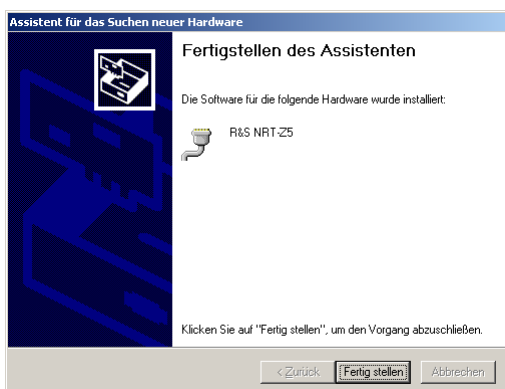 Assistent für das Suchen neuer Hardware
Fertigstellen des Assistenten
Die Software für die folgende Hardware wurde installiert:
R&S NRT-Z5
Klicken Sie auf "Fertig stellen", um den Vorgang abzuschließen.
< Zurück Fertig stellen Abbrechen